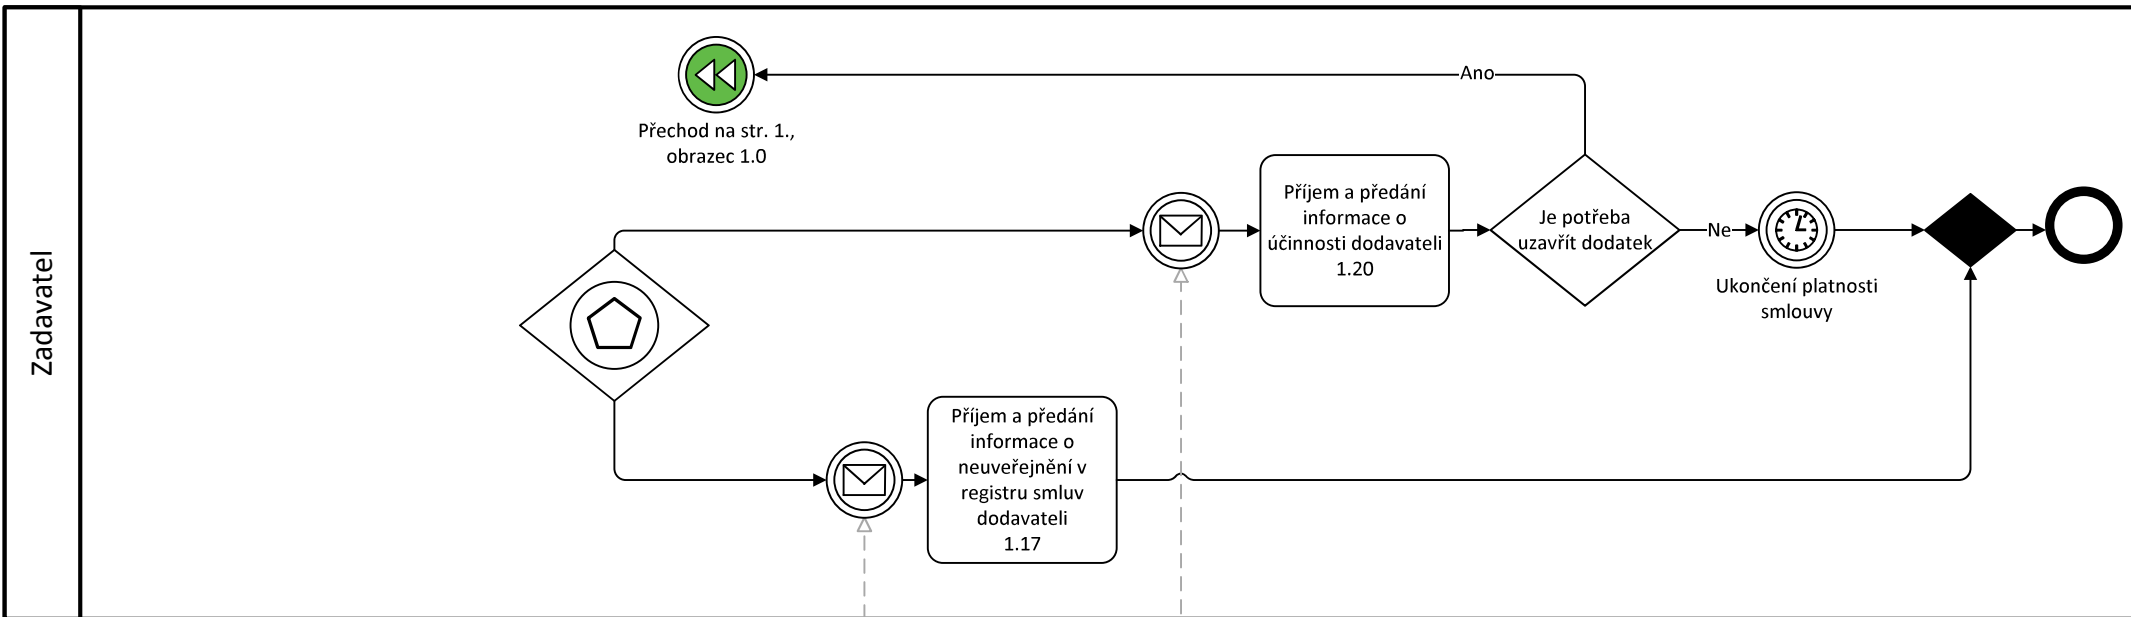 Zadavatel
Ano
Přechod na str. 1.,
obrazec 1.0
Příjem a předání
informace o
účinnosti dodavateli
1.20
Je potřeba
uzavřít dodatek
Ne
Ukončení platnosti
smlouvy
Příjem a předání
informace o
neuveřejnění v
registru smluv
dodavateli
1.17